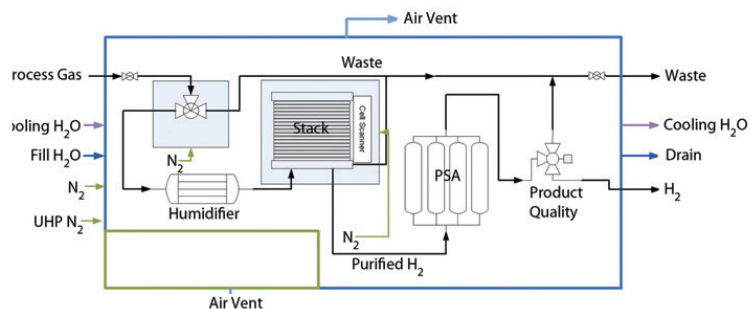 Air Vent
Process Gas
Waste
Waste
Cell Scanner
Stack
ooling H₂O
Cooling H₂O
Fill H₂O
N₂
PSA
Drain
N₂
Humidifier
Product
Quality
H₂
UHP N₂
N₂
Purified H₂
Air Vent